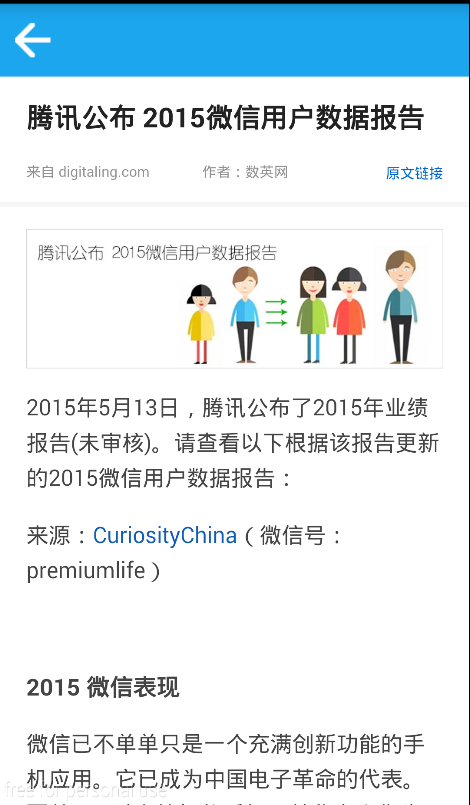 腾讯公布 2015微信用户数据报告
来自 digitaling.com 作者：数英网 原文链接
腾讯公布 2015微信用户数据报告
2015年5月13日，腾讯公布了2015年业绩
报告(未审核)。请查看以下根据该报告更新
的2015微信用户数据报告：
来源：CuriosityChina（微信号：
premiumlife）
2015 微信表现
微信已不单单只是一个充满创新功能的手
机应用。它已成为中国电子革命的代表。
free for personal use